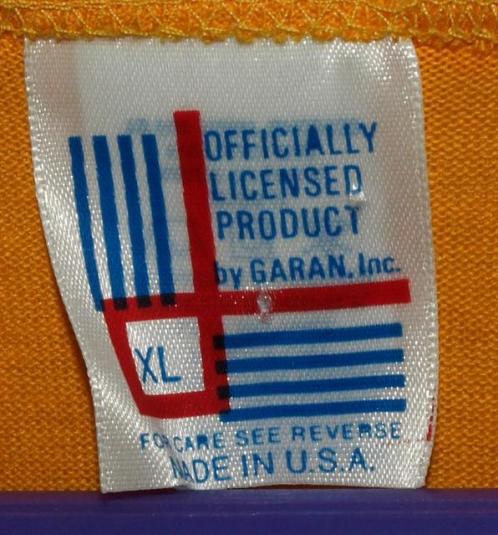 OFFICIALLY
LICENSED
PRODUCT
by GARAN, Inc.
XL
FOR CARE SEE REVERSE
MADE IN U.S.A.